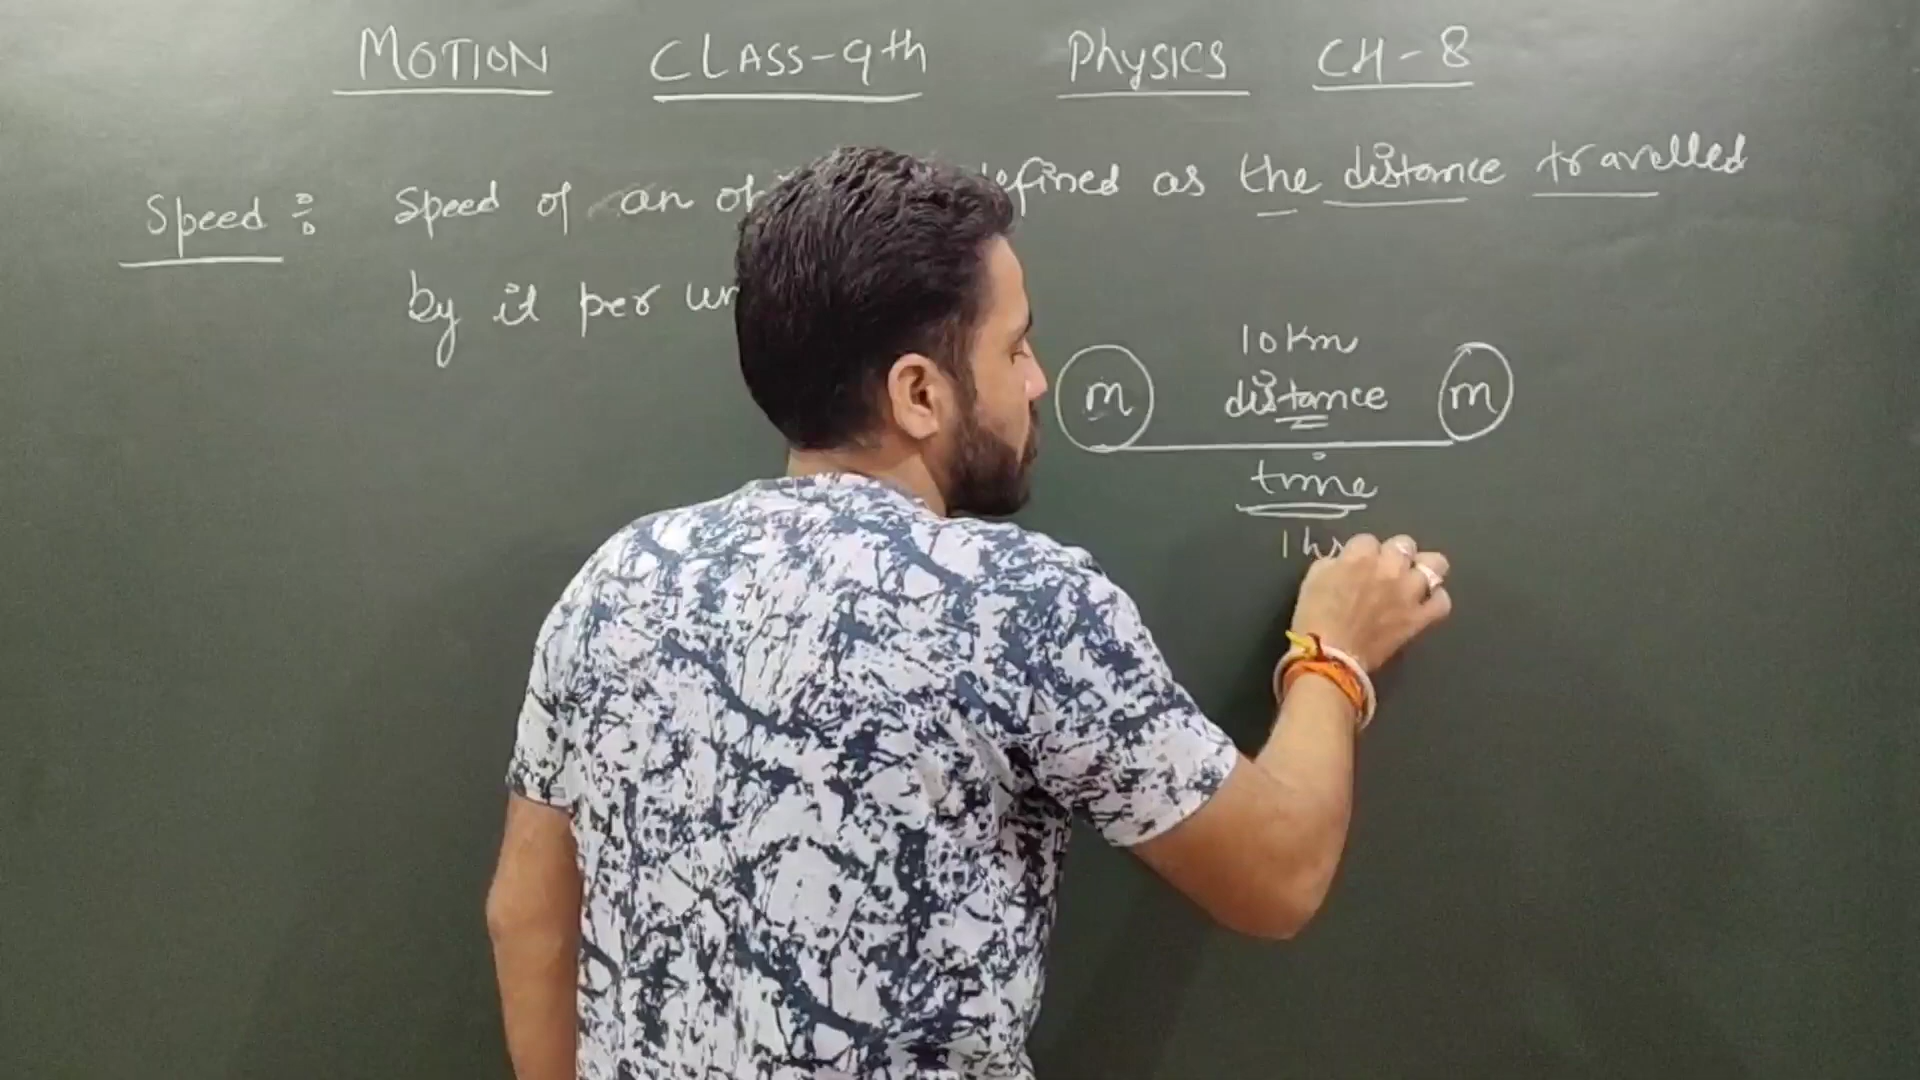 MOTION CLASS-9th Physics CH-8
Speed : Speed of an defined as the distance travelled
by it per
10 Km
m distance m
time
1 hr